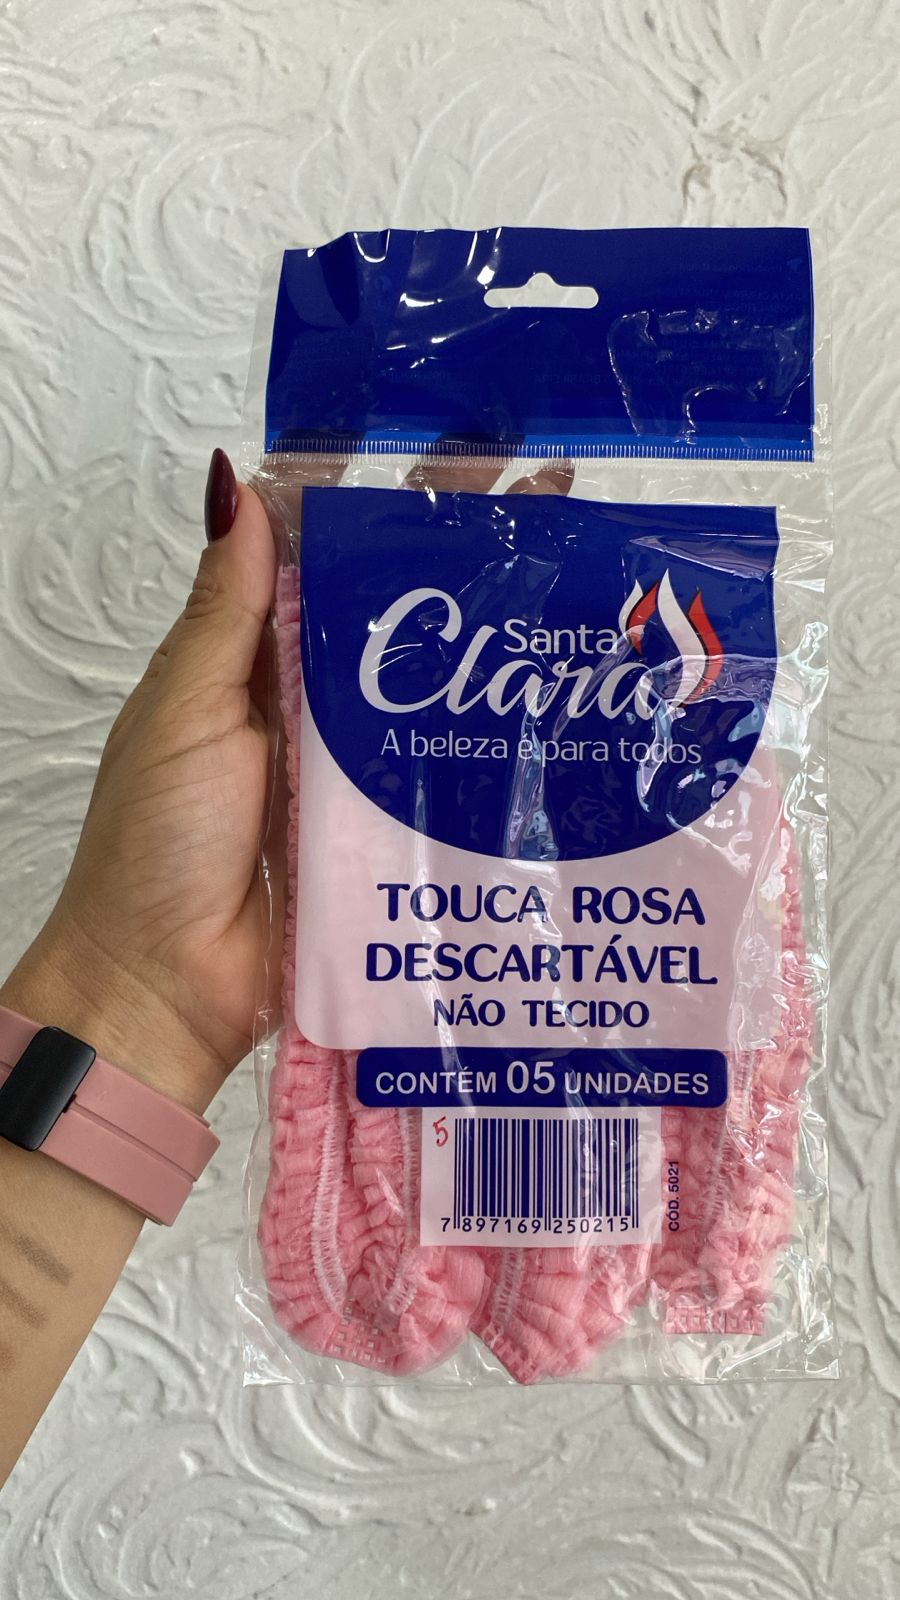 Santa
Clara
A beleza é para todos
TOUCA ROSA
DESCARTÁVEL
NÃO TECIDO
CONTÉM 05 UNIDADES
5
7 897169 250215
CÓD. 5021